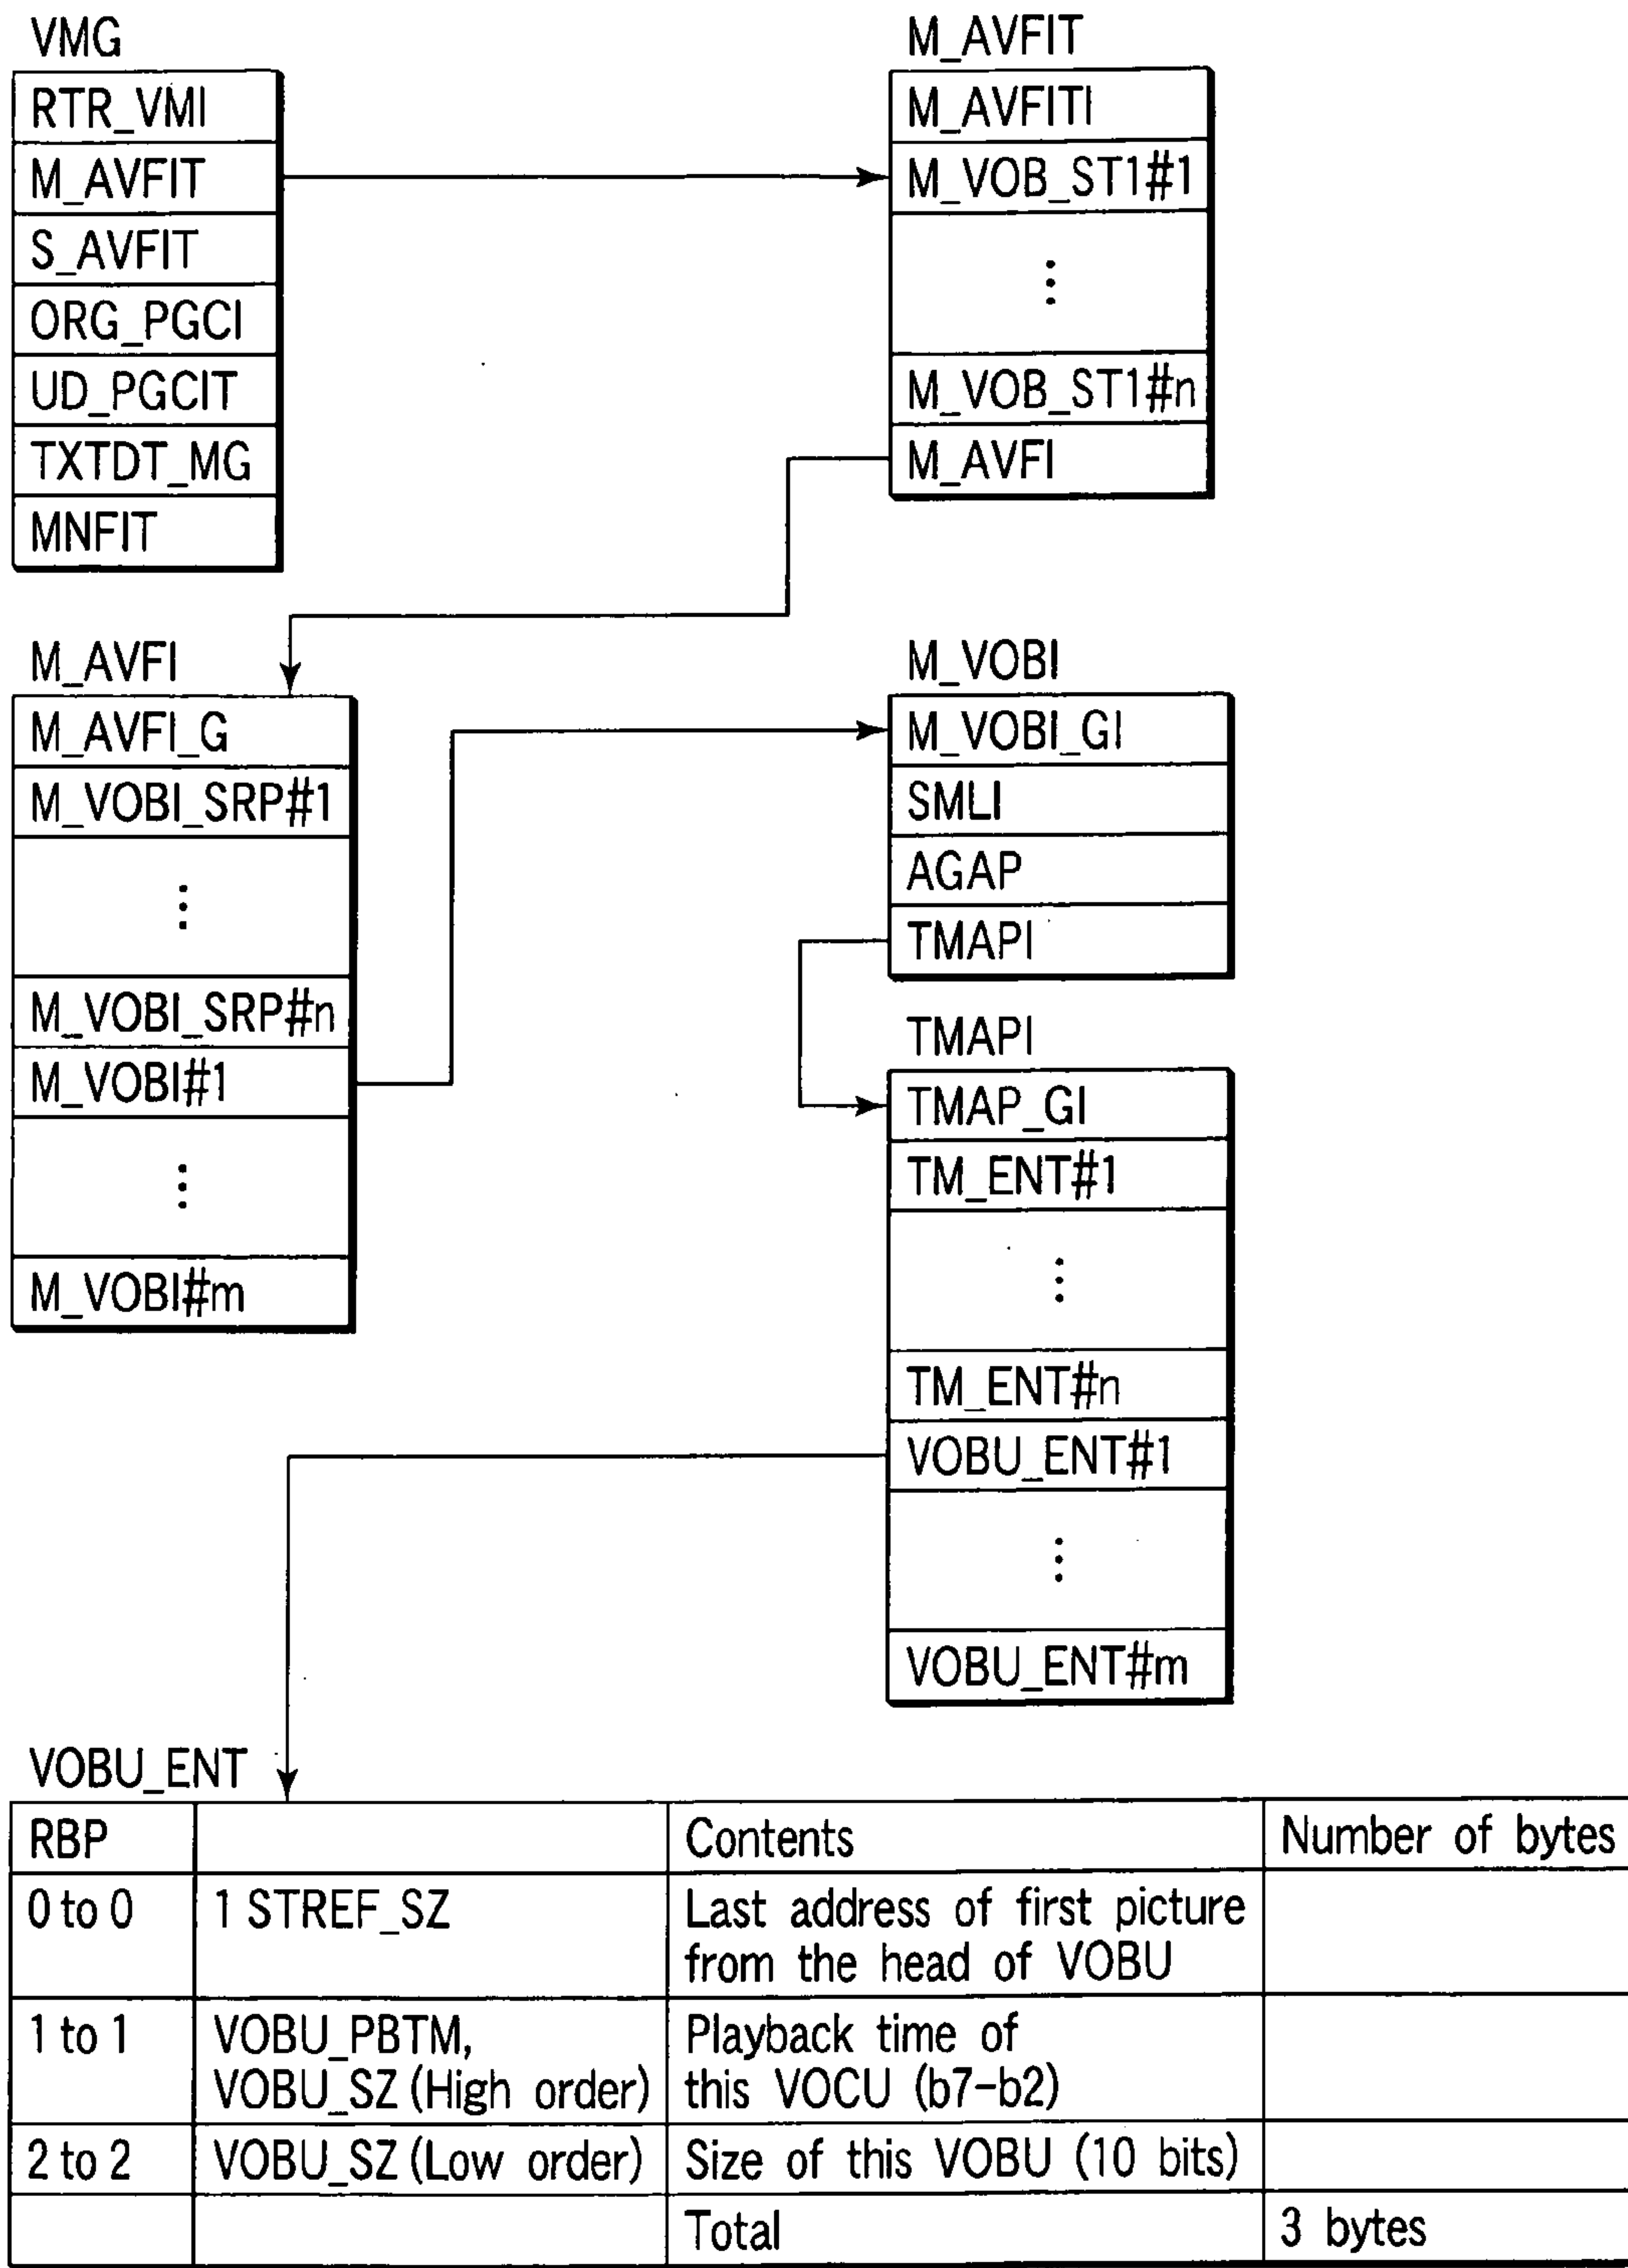 VMG
RTR_VMI
M_AVFIT
S_AVFIT
ORG_PGCI
UD_PGCIT
TXTDT_MG
MNFIT
M_AVFIT
M_AVFITI
M_VOB_ST1#1
⋮
M_VOB_ST1#n
M_AVFI
M_AVFI
M_AVFI_G
M_VOBI_SRP#1
⋮
M_VOBI_SRP#n
M_VOBI#1
⋮
M_VOBI#m
M_VOBI
M_VOBI_GI
SMLI
AGAP
TMAPI
TMAPI
TMAP_GI
TM_ENT#1
⋮
TM_ENT#n
VOBU_ENT#1
⋮
VOBU_ENT#m
VOBU_ENT
RBP Contents Number of bytes
0 to 0 1 STREF_SZ Last address of first picture
from the head of VOBU
1 to 1 VOBU_PBTM, Playback time of
VOBU_SZ (High order) this VOCU (b7-b2)
2 to 2 VOBU_SZ (Low order) Size of this VOBU (10 bits)
Total 3 bytes